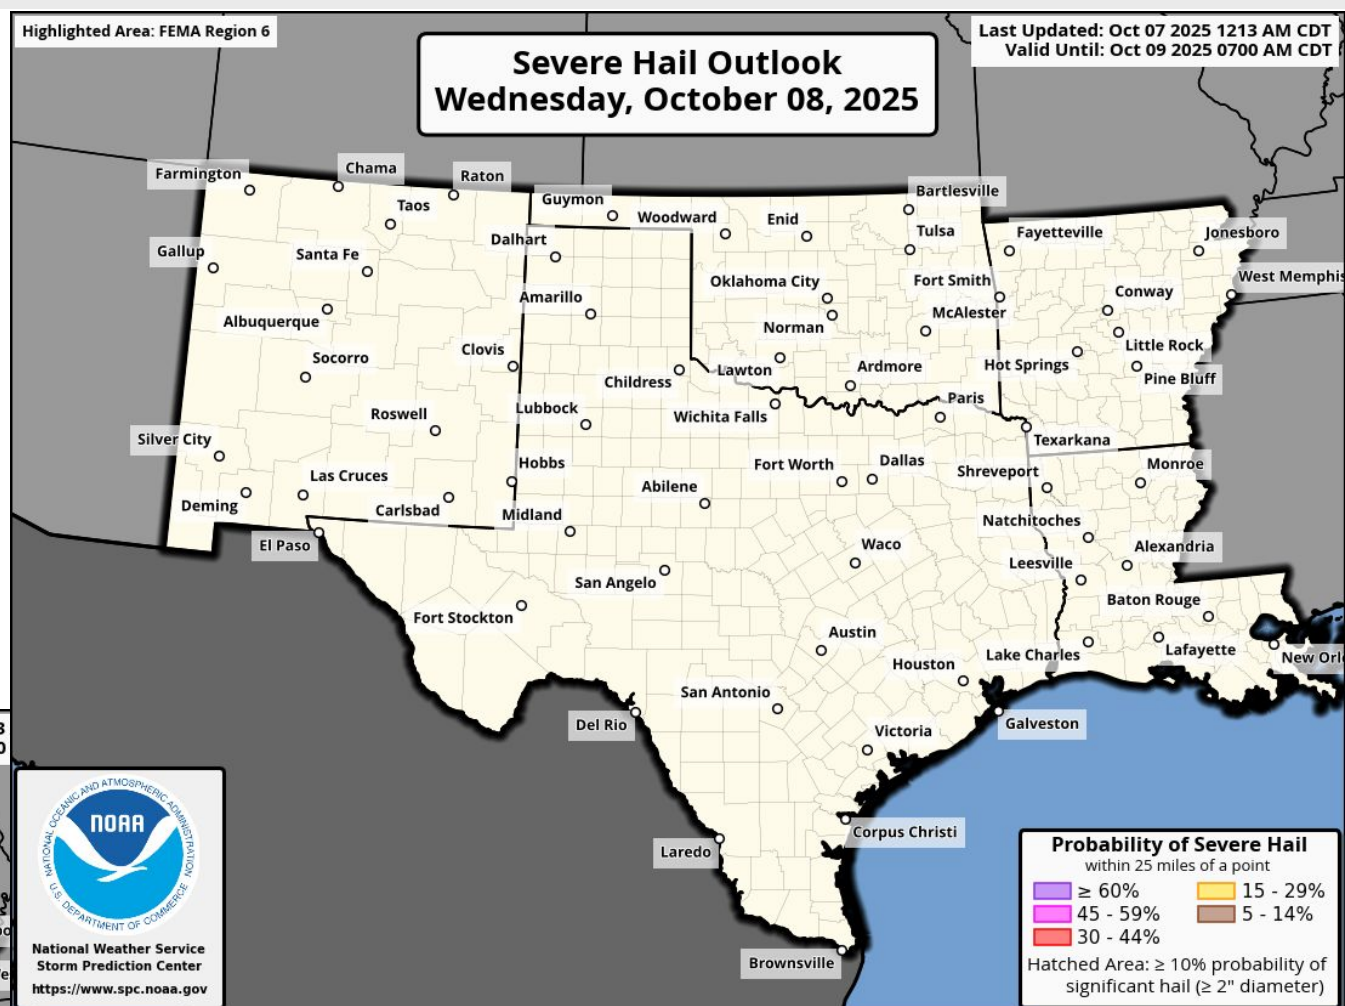 Highlighted Area: FEMA Region 6
Last Updated: Oct 07 2025 1213 AM CDT
Valid Until: Oct 09 2025 0700 AM CDT
Severe Hail Outlook
Wednesday, October 08, 2025
Farmington
Chama
Raton
Taos
Guymon
Woodward
Enid
Bartlesville
Tulsa
Fayetteville
Jonesboro
Gallup
Santa Fe
Dalhart
Oklahoma City
Fort Smith
West Memphis
Albuquerque
Amarillo
Norman
McAlester
Conway
Socorro
Clovis
Childress
Lawton
Ardmore
Hot Springs
Little Rock
Pine Bluff
Roswell
Lubbock
Wichita Falls
Paris
Silver City
Texarkana
Las Cruces
Hobbs
Abilene
Fort Worth
Dallas
Shreveport
Monroe
Deming
Carlsbad
Midland
Natchitoches
El Paso
San Angelo
Waco
Leesville
Alexandria
Fort Stockton
Baton Rouge
Austin
Houston
Lake Charles
Lafayette
New Orl
San Antonio
Del Rio
Victoria
Galveston
Corpus Christi
Laredo
Brownsville
NATIONAL OCEANIC AND ATMOSPHERIC ADMINISTRATION
NOAA
U.S. DEPARTMENT OF COMMERCE
National Weather Service
Storm Prediction Center
https://www.spc.noaa.gov
Probability of Severe Hail
within 25 miles of a point
≥ 60%
15 - 29%
45 - 59%
5 - 14%
30 - 44%
Hatched Area: ≥ 10% probability of
significant hail (≥ 2" diameter)